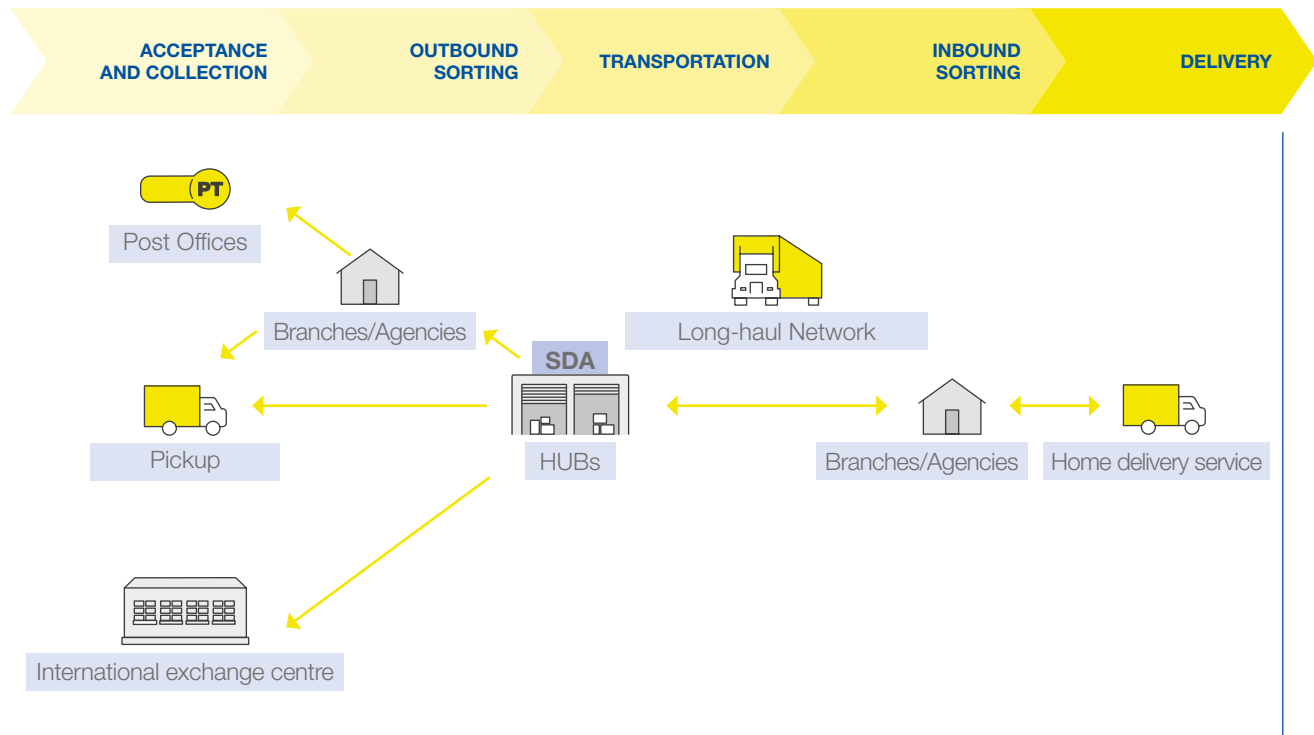 ACCEPTANCE
AND COLLECTION
OUTBOUND
SORTING
TRANSPORTATION
INBOUND
SORTING
DELIVERY
PT
Post Offices
Branches/Agencies
Long-haul Network
SDA
Pickup
HUBs
Branches/Agencies
Home delivery service
International exchange centre